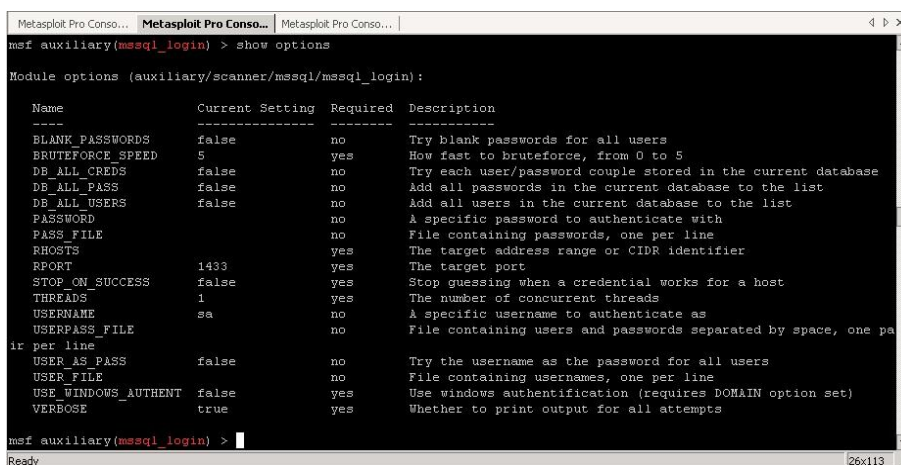 Metasploit Pro Conso... Metasploit Pro Conso... Metasploit Pro Conso...
msf auxiliary(mssql_login) > show options
Module options (auxiliary/scanner/mssql/mssql_login):
Name Current Setting Required Description
---- --------------- -------- -----------
BLANK_PASSWORDS false no Try blank passwords for all users
BRUTEFORCE_SPEED 5 yes How fast to bruteforce, from 0 to 5
DB_ALL_CREDS false no Try each user/password couple stored in the current database
DB_ALL_PASS false no Add all passwords in the current database to the list
DB_ALL_USERS false no Add all users in the current database to the list
PASSWORD no A specific password to authenticate with
PASS_FILE no File containing passwords, one per line
RHOSTS yes The target address range or CIDR identifier
RPORT 1433 yes The target port
STOP_ON_SUCCESS false yes Stop guessing when a credential works for a host
THREADS 1 yes The number of concurrent threads
USERNAME sa no A specific username to authenticate as
USERPASS_FILE no File containing users and passwords separated by space, one pa
ir per line
USER_AS_PASS false no Try the username as the password for all users
USER_FILE no File containing usernames, one per line
USE_WINDOWS_AUTHENT false yes Use windows authentification (requires DOMAIN option set)
VERBOSE true yes Whether to print output for all attempts
msf auxiliary(mssql_login) >
Ready 26x113